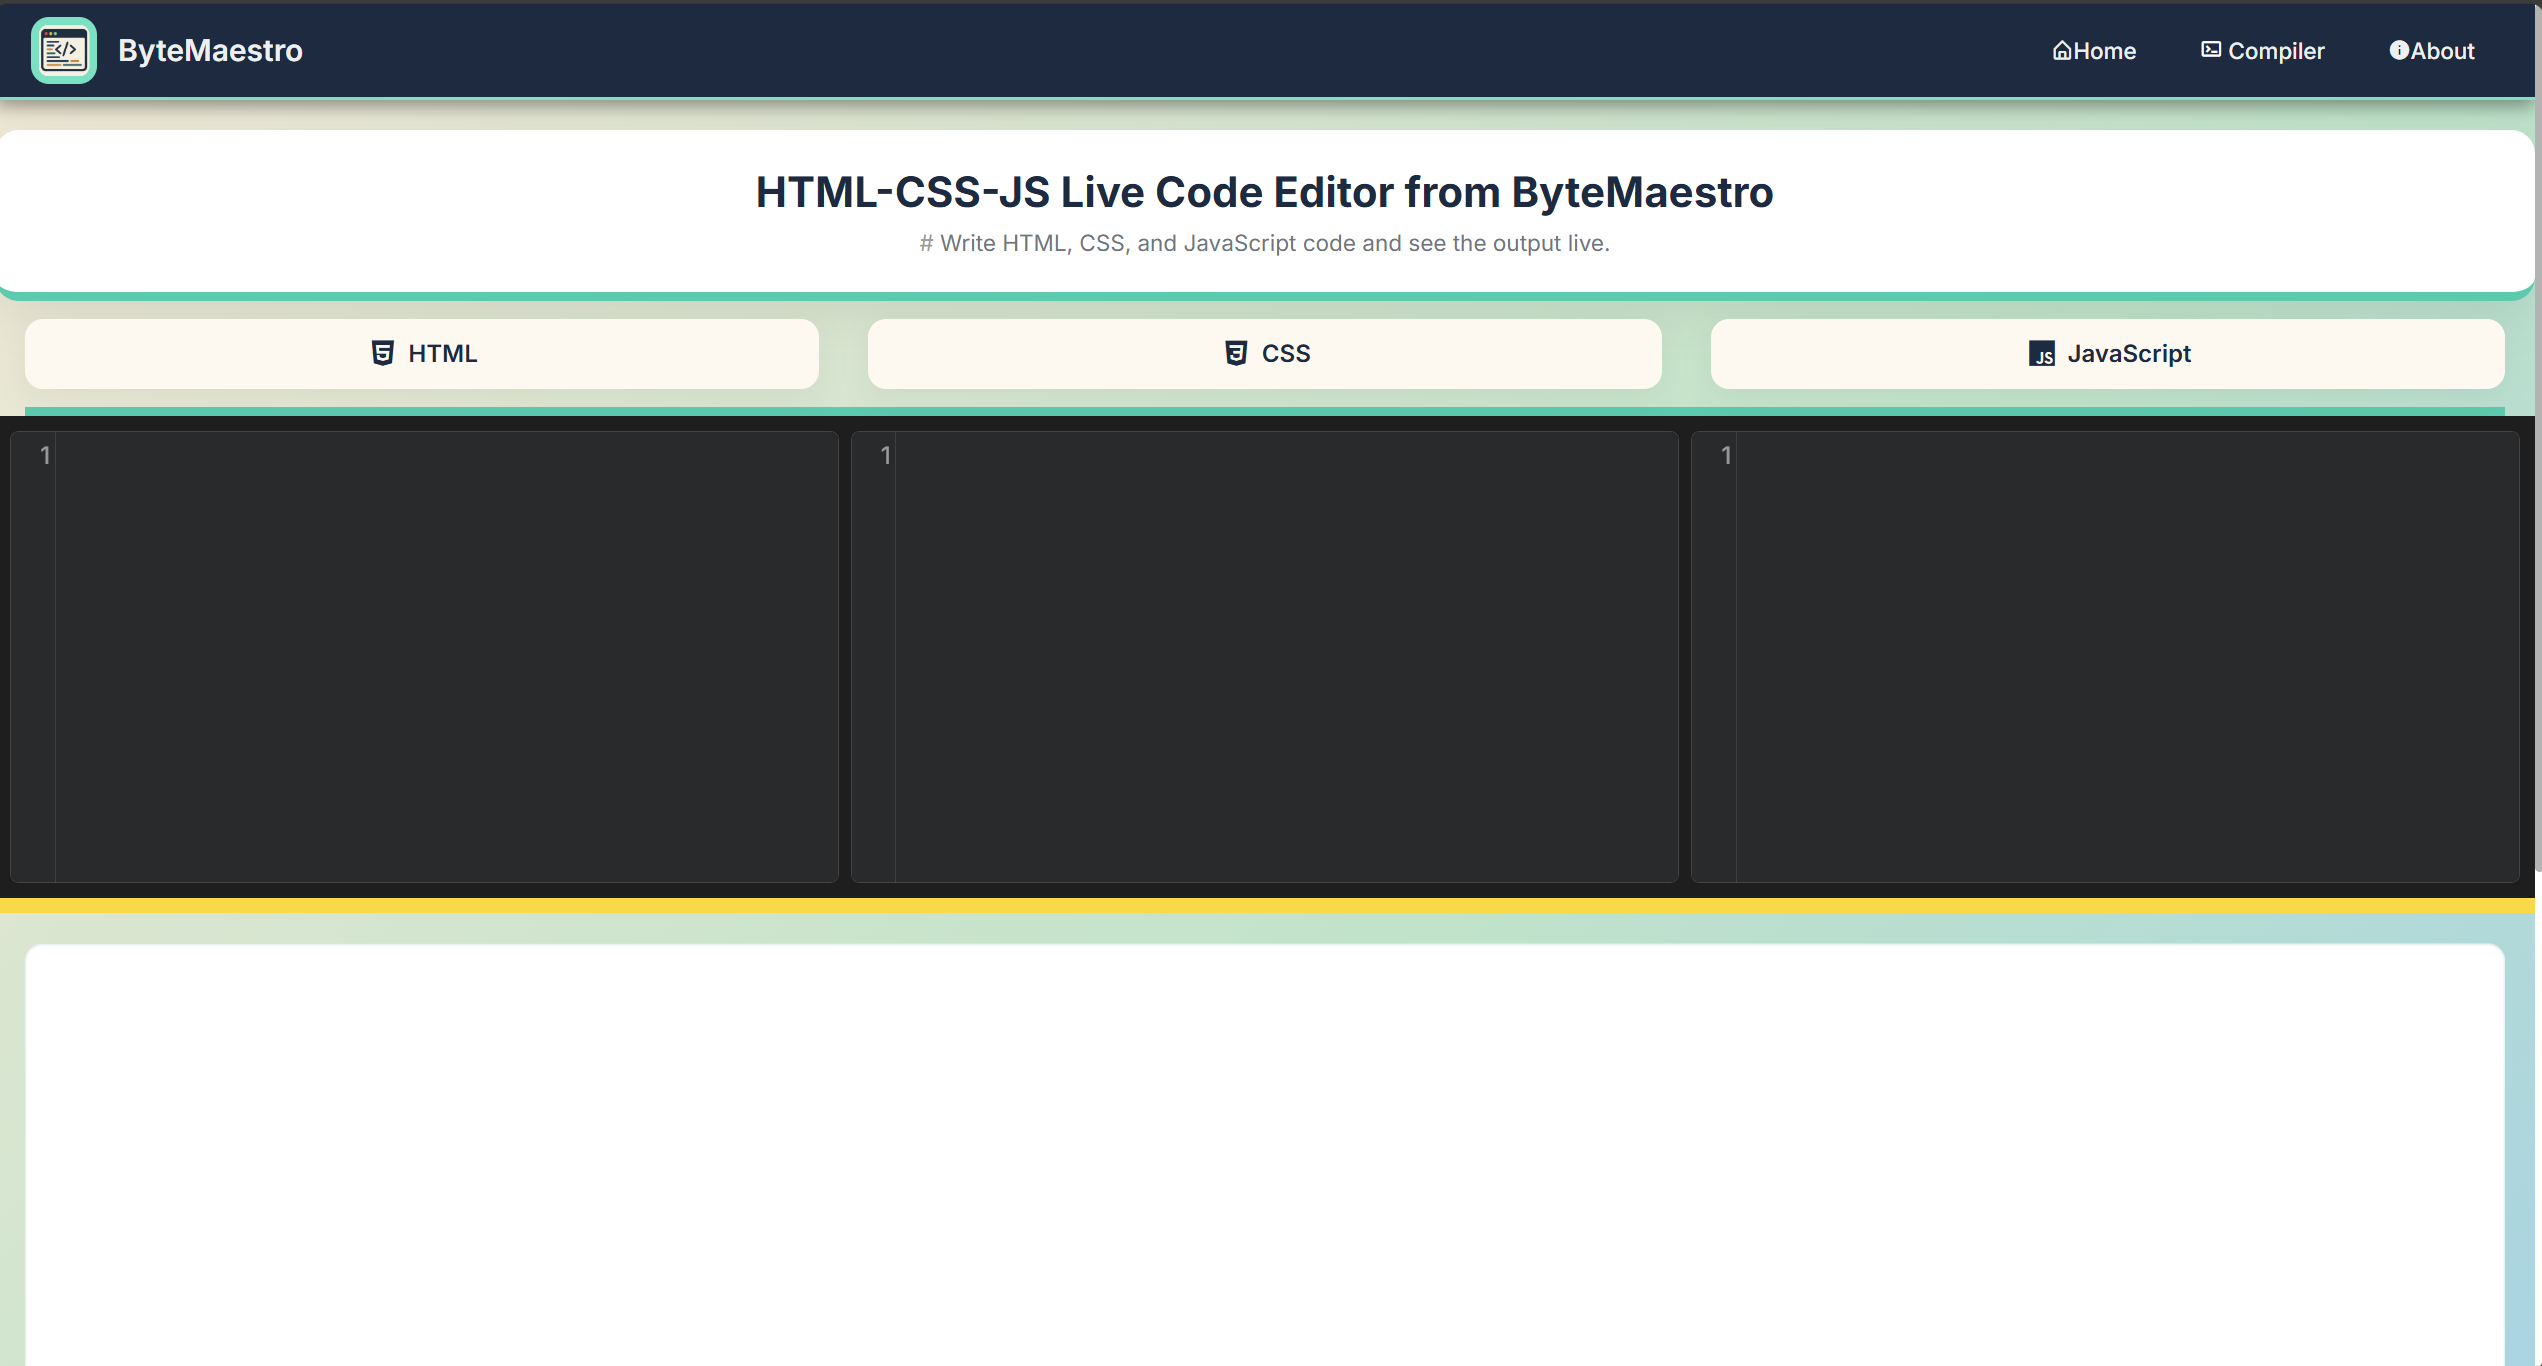 ByteMaestro
Home
Compiler
About
HTML-CSS-JS Live Code Editor from ByteMaestro
# Write HTML, CSS, and JavaScript code and see the output live.
HTML
CSS
JS JavaScript
1
1
1